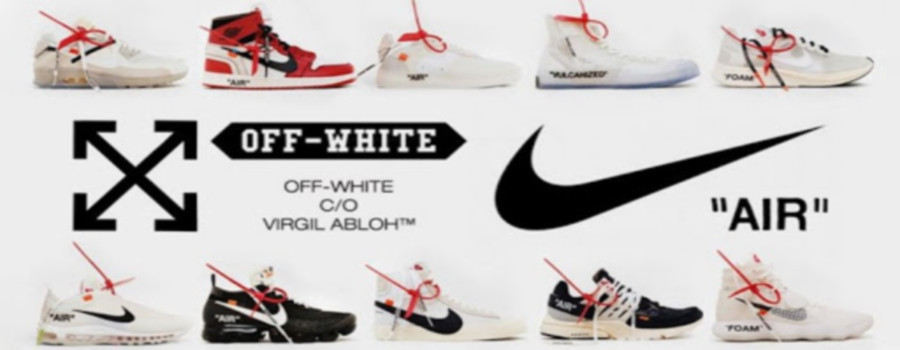 "AIR"
"AIR"
"VULCANIZED"
"FOAM"
OFF-WHITE
OFF-WHITE
C/O
VIRGIL ABLOH™
"AIR"
"AIR"
"AIR"
"AIR"
"FOAM"